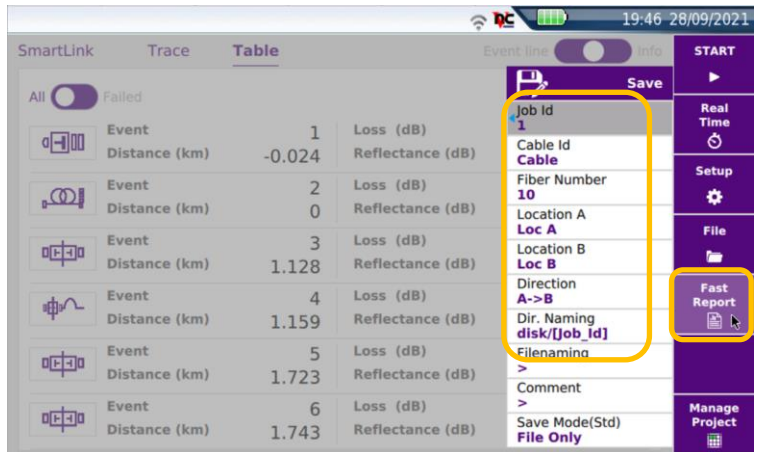 DC 19:46 28/09/2021
SmartLink Trace Table Event line Info
All Failed
Event 1 Loss (dB)
Distance (km) -0.024 Reflectance (dB)
Event 2 Loss (dB)
Distance (km) 0 Reflectance (dB)
Event 3 Loss (dB)
Distance (km) 1.128 Reflectance (dB)
Event 4 Loss (dB)
Distance (km) 1.159 Reflectance (dB)
Event 5 Loss (dB)
Distance (km) 1.723 Reflectance (dB)
Event 6 Loss (dB)
Distance (km) 1.743 Reflectance (dB)
Save
Job Id
1
Cable Id
Cable
Fiber Number
10
Location A
Loc A
Location B
Loc B
Direction
A->B
Dir. Naming
disk/[Job_Id]
Filenaming
>
Comment
>
Save Mode(Std)
File Only
START
Real
Time
Setup
File
Fast
Report
Manage
Project